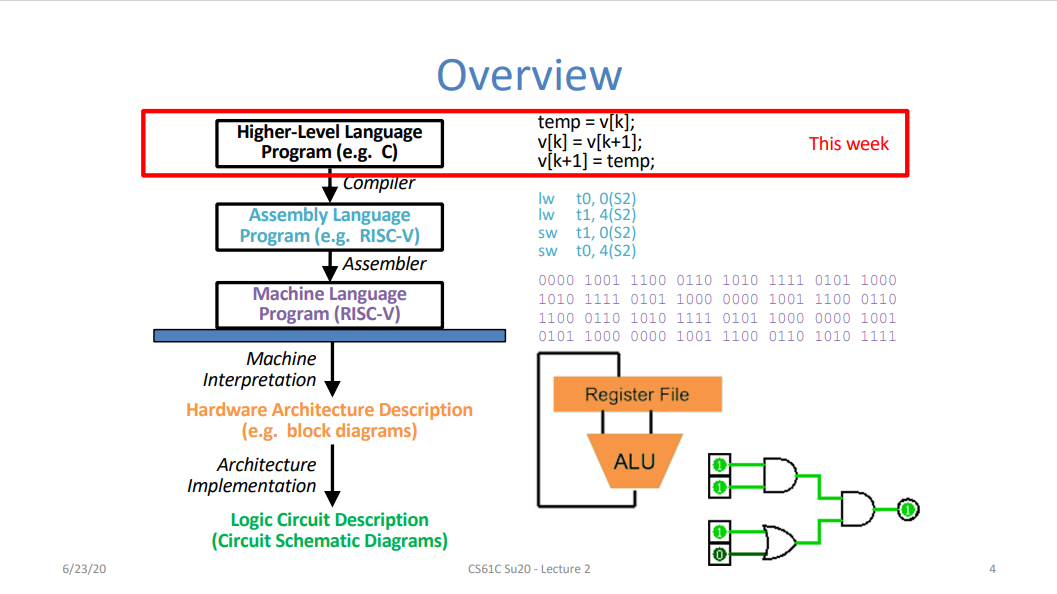 Overview
Higher-Level Language
Program (e.g. C)
temp = v[k];
v[k] = v[k+1];
v[k+1] = temp;
This week
Compiler
Assembly Language
Program (e.g. RISC-V)
lw t0, 0(S2)
lw t1, 4(S2)
sw t1, 0(S2)
sw t0, 4(S2)
Assembler
Machine Language
Program (RISC-V)
0000 1001 1100 0110 1010 1111 0101 1000
1010 1111 0101 1000 0000 1001 1100 0110
1100 0110 1010 1111 0101 1000 0000 1001
0101 1000 0000 1001 1100 0110 1010 1111
Machine
Interpretation
Hardware Architecture Description
(e.g. block diagrams)
Register File
ALU
Architecture
Implementation
Logic Circuit Description
(Circuit Schematic Diagrams)
1
1
1
0
1
6/23/20
CS61C Su20 - Lecture 2
4